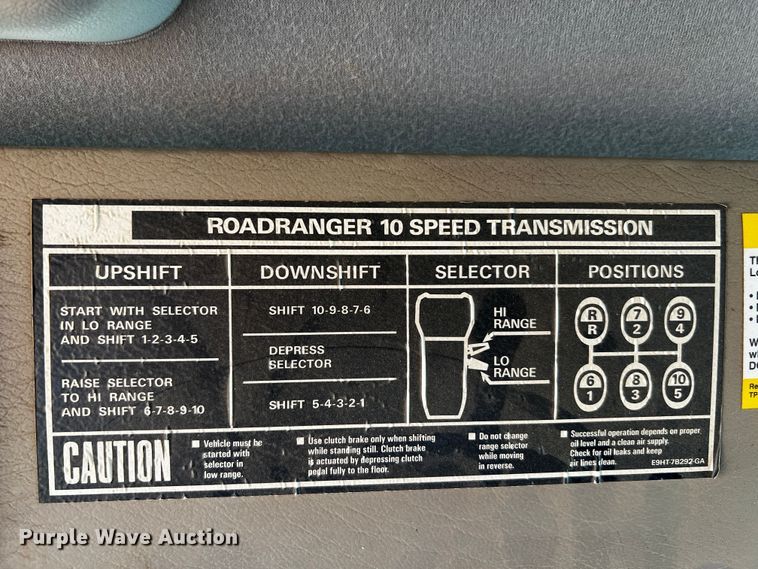 ROADRANGER 10 SPEED TRANSMISSION
UPSHIFT
START WITH SELECTOR
IN LO RANGE
AND SHIFT 1-2-3-4-5
RAISE SELECTOR
TO HI RANGE
AND SHIFT 6-7-8-9-10
DOWNSHIFT
SHIFT 10-9-8-7-6
DEPRESS
SELECTOR
SHIFT 5-4-3-2-1
SELECTOR
HI
RANGE
LO
RANGE
POSITIONS
R 7 9
R 2 4
6 8 10
1 3 5
CAUTION
■ Vehicle must be
started with
selector in
low range.
■ Use clutch brake only when shifting
while standing still. Clutch brake
is actuated by depressing clutch
pedal fully to the floor.
■ Do not change
range selector
while moving
in reverse.
■ Successful operation depends on proper
oil level and a clean air supply.
Check for oil leaks and keep
air lines clean.
E9HT-7B292-GA
Purple Wave Auction